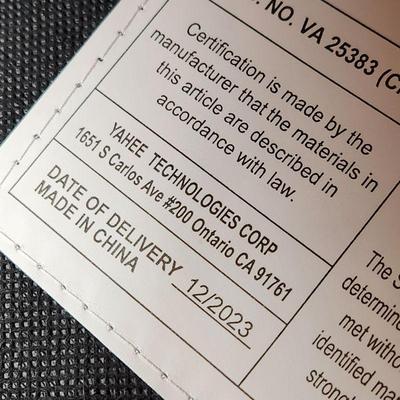 . NO. VA 25383 (C
Certification is made by the
manufacturer that the materials in
this article are described in
accordance with law.
YAHEE TECHNOLOGIES CORP
1651 S Carlos Ave #200 Ontario CA 91761
DATE OF DELIVERY 12/2023
MADE IN CHINA
The S
determine
met witho
identified ma
strong